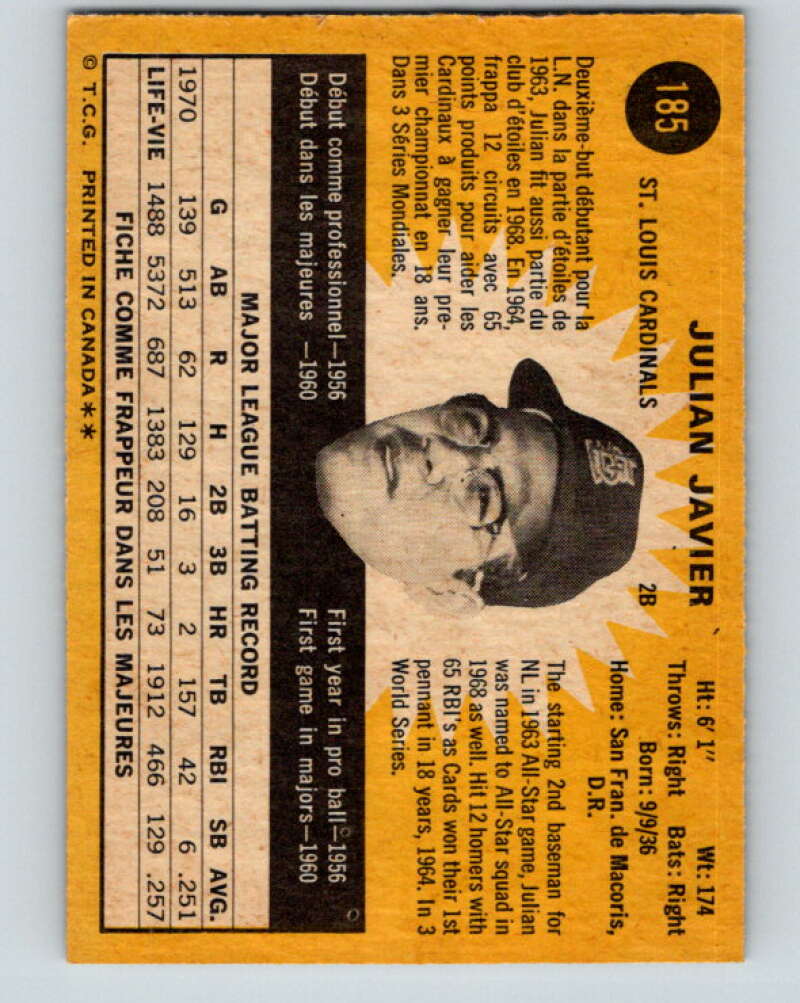 185
JULIAN JAVIER
ST. LOUIS CARDINALS
2B
Ht: 6' 1" Wt: 174
Throws: Right Bats: Right
Born: 9/9/36
Home: San Fran. de Macoris,
D.R.
Deuxième-but débutant pour la
L.N. dans la partie d'étoiles de
1963, Julian fit aussi partie du
club d'étoiles en 1968. En 1964,
frappa 12 circuits avec 65
points produits pour aider les
Cardinaux à gagner leur pre-
mier championnat en 18 ans.
Dans 3 Séries Mondiales.
The starting 2nd baseman for
NL in 1963 All-Star game, Julian
was named to All-Star squad in
1968 as well. Hit 12 homers with
65 RBI's as Cards won their 1st
pennant in 18 years, 1964. In 3
World Series.
Début comme professionnel—1956
Début dans les majeures —1960
First year in pro ball—1956
First game in majors—1960
MAJOR LEAGUE BATTING RECORD
G AB R H 2B 3B HR TB RBI SB AVG.
1970 139 513 62 129 16 3 2 157 42 6 .251
LIFE-VIE 1488 5372 687 1383 208 51 73 1912 466 129 .257
FICHE COMME FRAPPEUR DANS LES MAJEURES
© T.C.G. PRINTED IN CANADA**